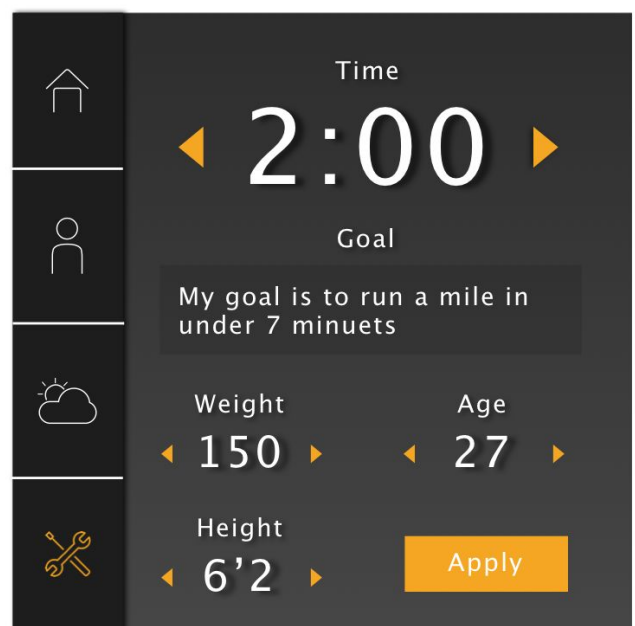 Time
2:00
Goal
My goal is to run a mile in
under 7 minuets
Weight
150
Age
27
Height
6’2
Apply